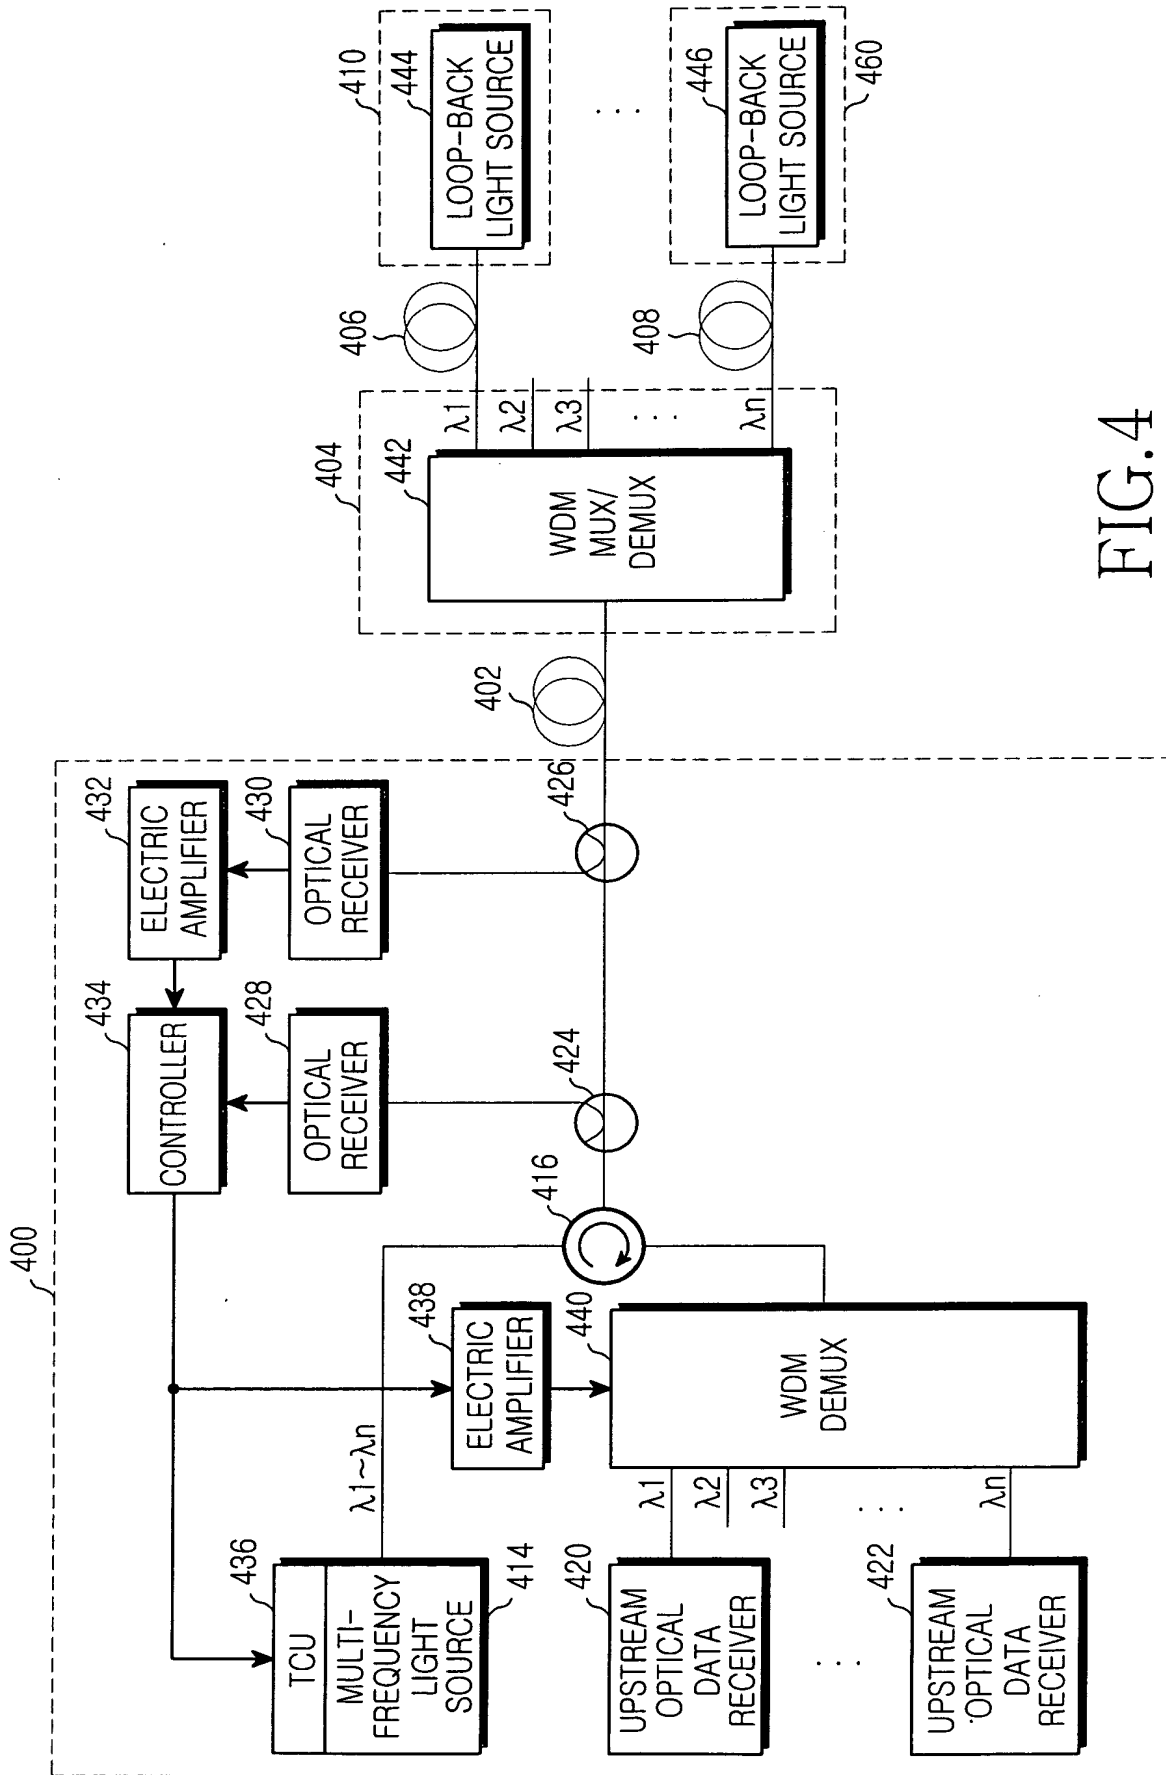 400
432
ELECTRIC
AMPLIFIER
434
CONTROLLER
430
OPTICAL
RECEIVER
428
OPTICAL
RECEIVER
436
TCU
MULTI-
FREQUENCY
LIGHT
SOURCE
414
λ1~λn
438
ELECTRIC
AMPLIFIER
416
424
426
402
440
WDM
DEMUX
λ1
λ2
λ3
. . .
λn
420
UPSTREAM
OPTICAL
DATA
RECEIVER
. . .
422
UPSTREAM
OPTICAL
DATA
RECEIVER
404
442
WDM
MUX/
DEMUX
λ1
λ2
λ3
. . .
λn
406
408
410
444
LOOP-BACK
LIGHT SOURCE
. . .
446
LOOP-BACK
LIGHT SOURCE
460
FIG.4